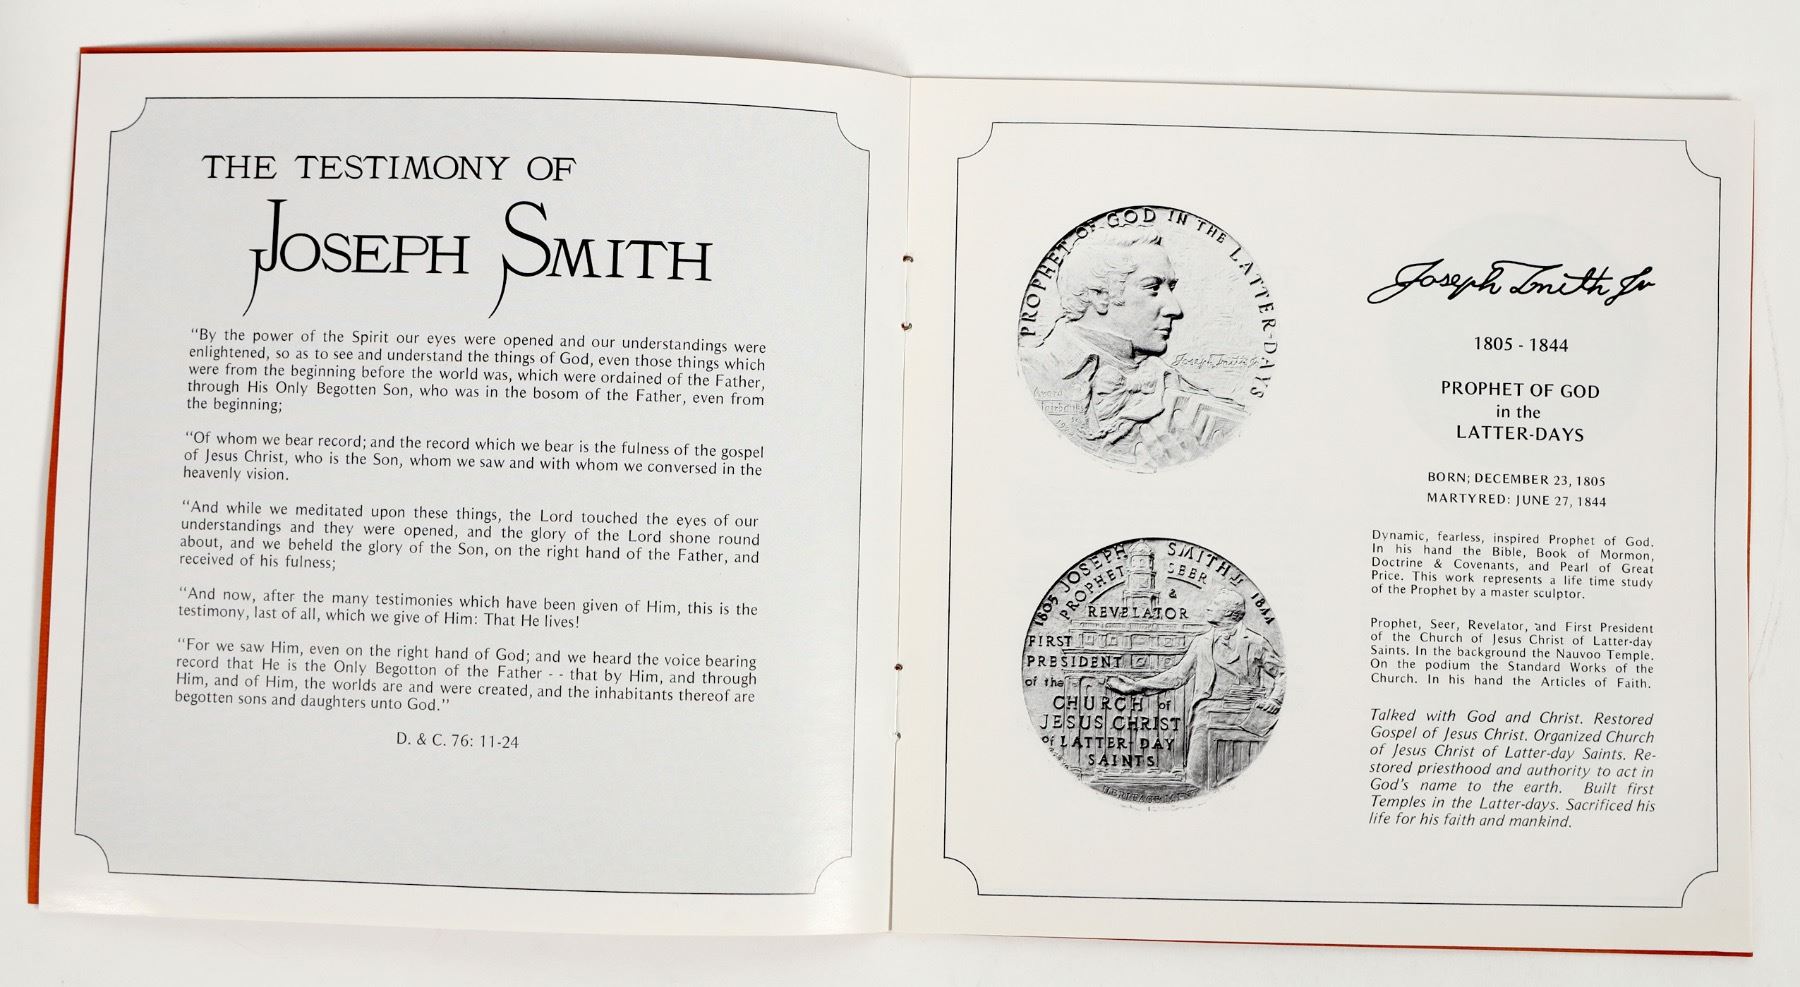 THE TESTIMONY OF
JOSEPH SMITH
"By the power of the Spirit our eyes were opened and our understandings were
enlightened, so as to see and understand the things of God, even those things which
were from the beginning before the world was, which were ordained of the Father,
through His Only Begotten Son, who was in the bosom of the Father, even from
the beginning;
"Of whom we bear record; and the record which we bear is the fulness of the gospel
of Jesus Christ, who is the Son, whom we saw and with whom we conversed in the
heavenly vision.
"And while we meditated upon these things, the Lord touched the eyes of our
understandings and they were opened, and the glory of the Lord shone round
about, and we beheld the glory of the Son, on the right hand of the Father, and
received of his fulness;
"And now, after the many testimonies which have been given of Him, this is the
testimony, last of all, which we give of Him: That He lives!
"For we saw Him, even on the right hand of God; and we heard the voice bearing
record that He is the Only Begotton of the Father - - that by Him, and through
Him, and of Him, the worlds are and were created, and the inhabitants thereof are
begotten sons and daughters unto God."
D. & C. 76: 11-24
PROPHET OF GOD IN THE LATTER-DAYS
Joseph Smith Jr
Avard
Fairbanks
1805 JOSEPH SMITH Jr 1844
PROPHET SEER
&
REVELATOR
FIRST
PRESIDENT
of the
CHURCH of
JESUS CHRIST
of LATTER-DAY
SAINTS
HERITAGE MINT
Joseph Smith Jr
1805 - 1844
PROPHET OF GOD
in the
LATTER-DAYS
BORN; DECEMBER 23, 1805
MARTYRED: JUNE 27, 1844
Dynamic, fearless, inspired Prophet of God.
In his hand the Bible, Book of Mormon,
Doctrine & Covenants, and Pearl of Great
Price. This work represents a life time study
of the Prophet by a master sculptor.
Prophet, Seer, Revelator, and First President
of the Church of Jesus Christ of Latter-day
Saints. In the background the Nauvoo Temple.
On the podium the Standard Works of the
Church. In his hand the Articles of Faith.
Talked with God and Christ. Restored
Gospel of Jesus Christ. Organized Church
of Jesus Christ of Latter-day Saints. Re-
stored priesthood and authority to act in
God's name to the earth. Built first
Temples in the Latter-days. Sacrificed his
life for his faith and mankind.